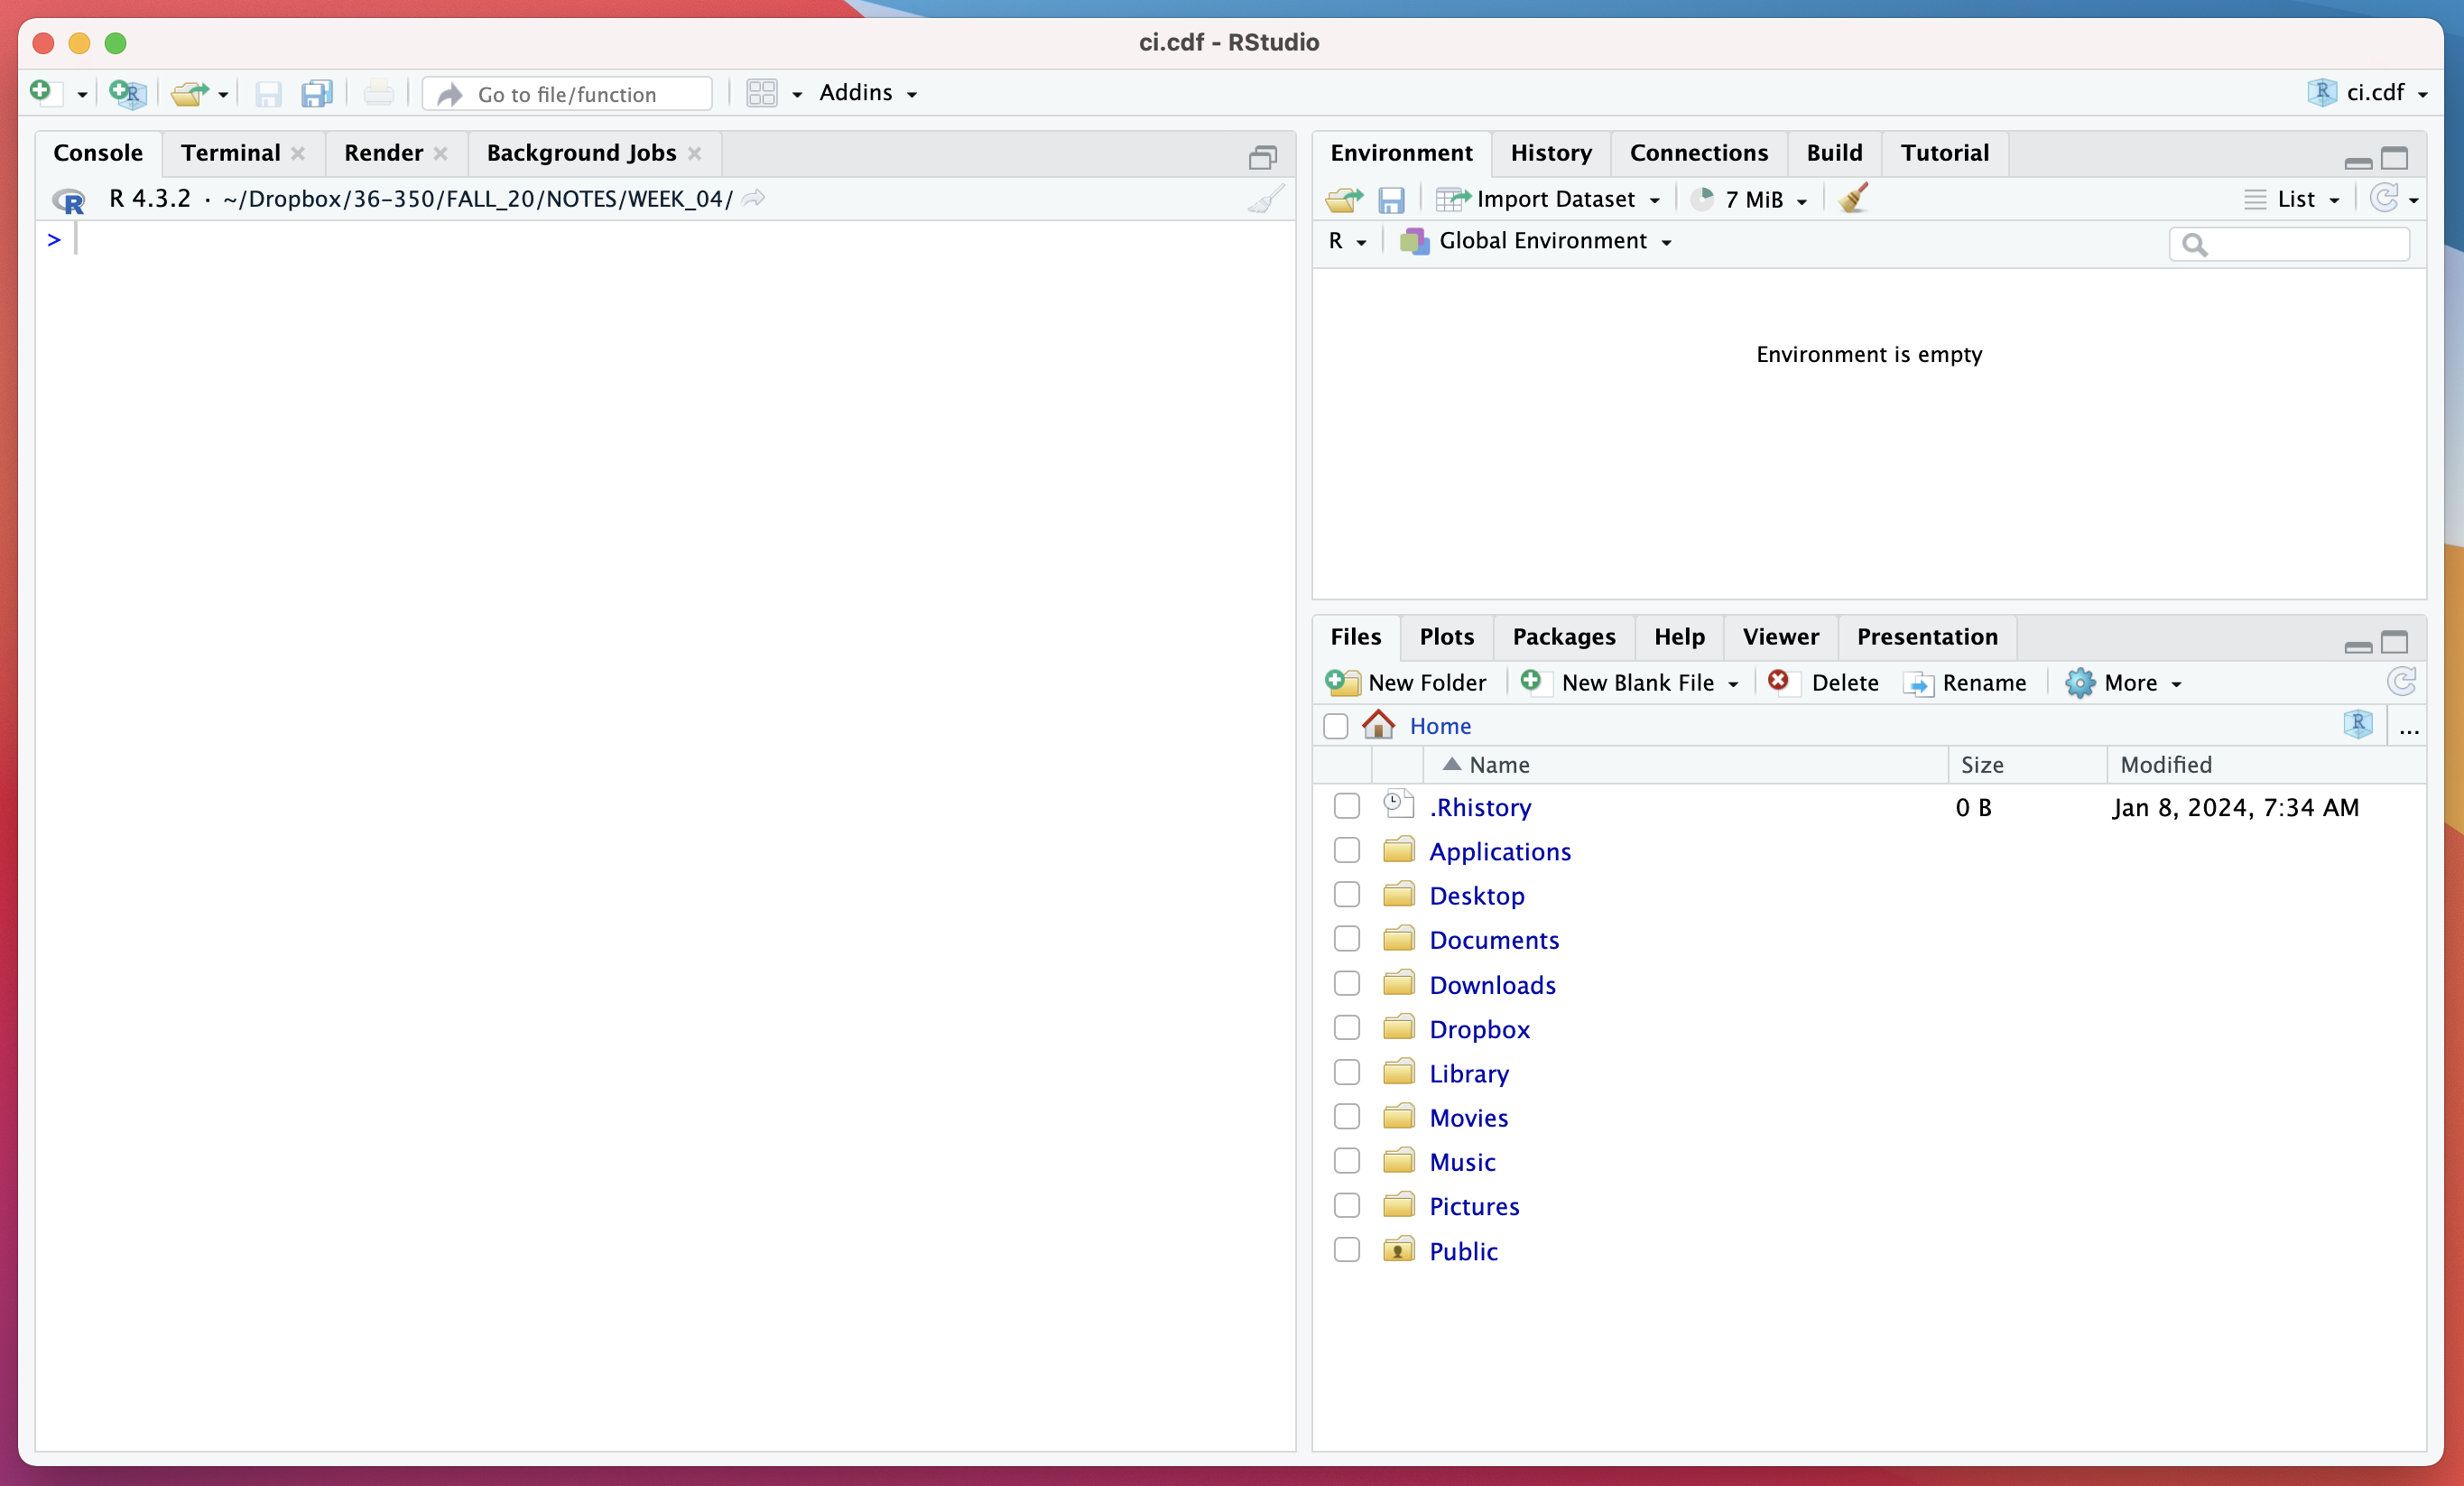 ci.cdf - RStudio
Go to file/function
Addins
ci.cdf
Console Terminal Render Background Jobs
R 4.3.2 · ~/Dropbox/36-350/FALL_20/NOTES/WEEK_04/
>
Environment History Connections Build Tutorial
Import Dataset 7 MiB List
R Global Environment
Environment is empty
Files Plots Packages Help Viewer Presentation
New Folder New Blank File Delete Rename More
Home ...
Name Size Modified
.Rhistory 0 B Jan 8, 2024, 7:34 AM
Applications
Desktop
Documents
Downloads
Dropbox
Library
Movies
Music
Pictures
Public